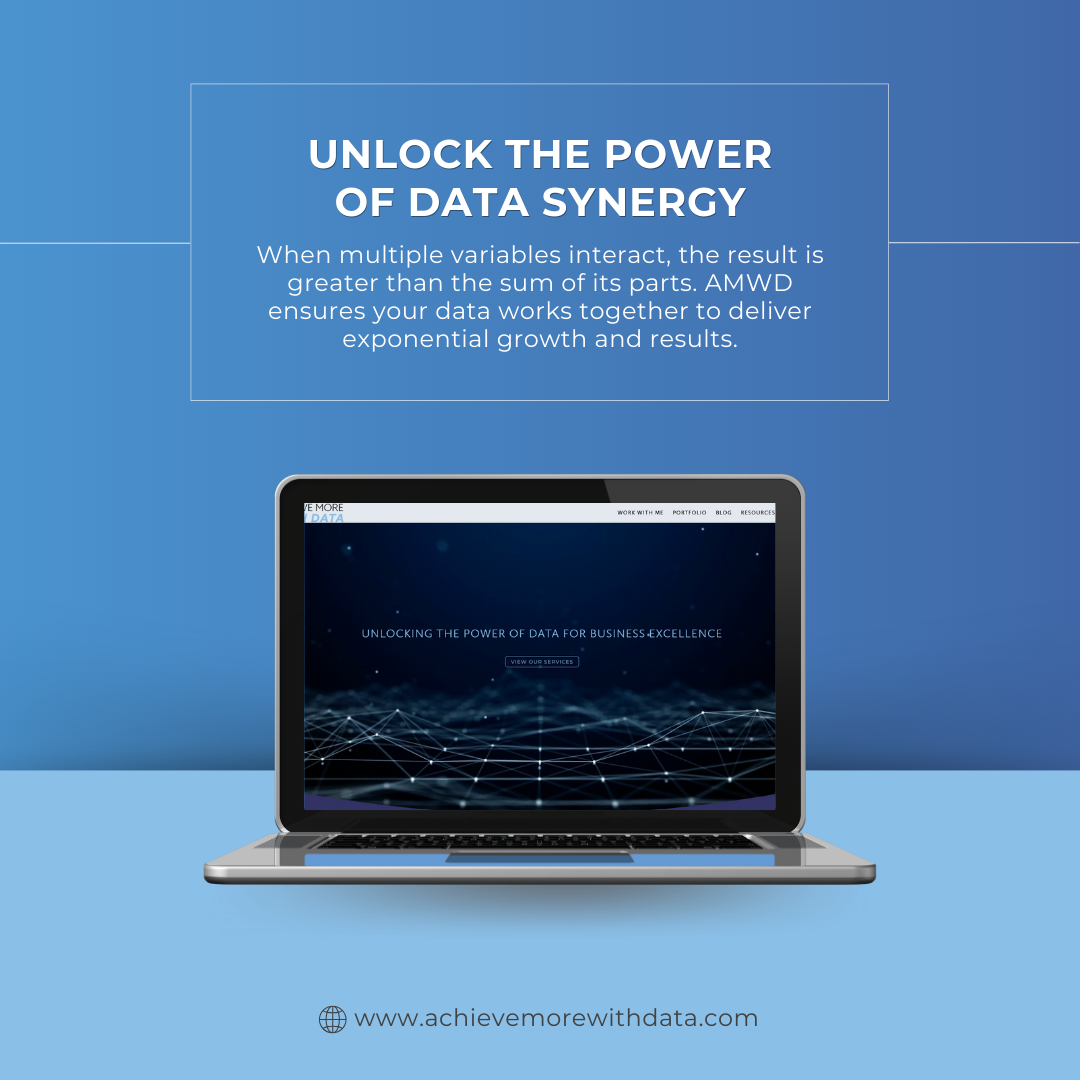 UNLOCK THE POWER
OF DATA SYNERGY
When multiple variables interact, the result is
greater than the sum of its parts. AMWD
ensures your data works together to deliver
exponential growth and results.
VE MORE
DATA
WORK WITH ME PORTFOLIO BLOG RESOURCES
UNLOCKING THE POWER OF DATA FOR BUSINESS EXCELLENCE
VIEW OUR SERVICES
www.achievemorewithdata.com